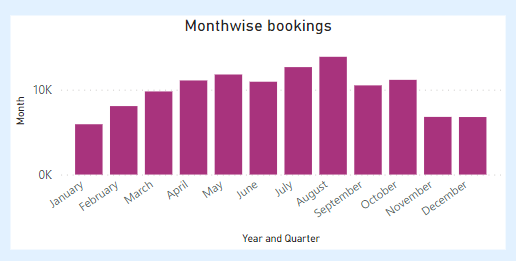 Monthwise bookings
10K
Month
0K
January
February
March
April
May
June
July
August
September
October
November
December
Year and Quarter